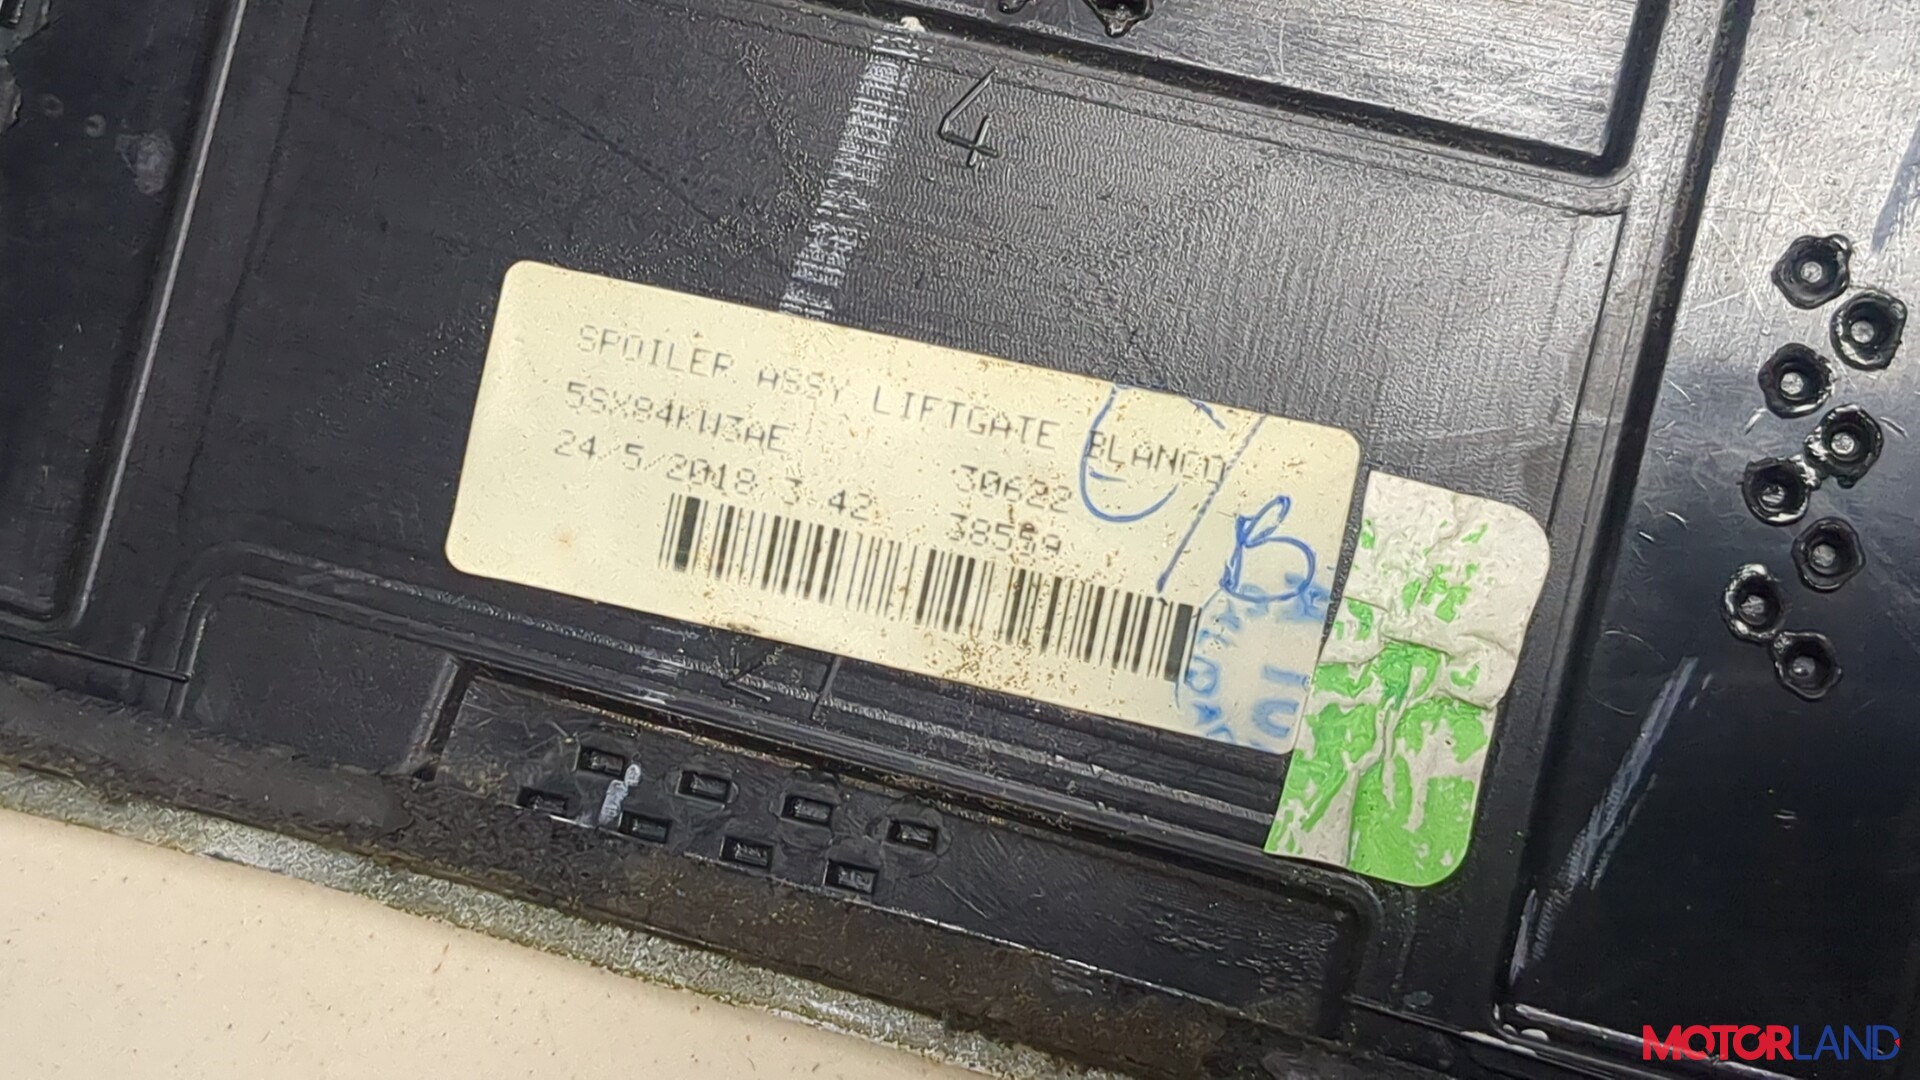 4
SPOILER ASSY LIFTGATE BLANCO
5SX84KW3AE 30622
24/5/2018 3:42 38559
C/B
MOTORLAND